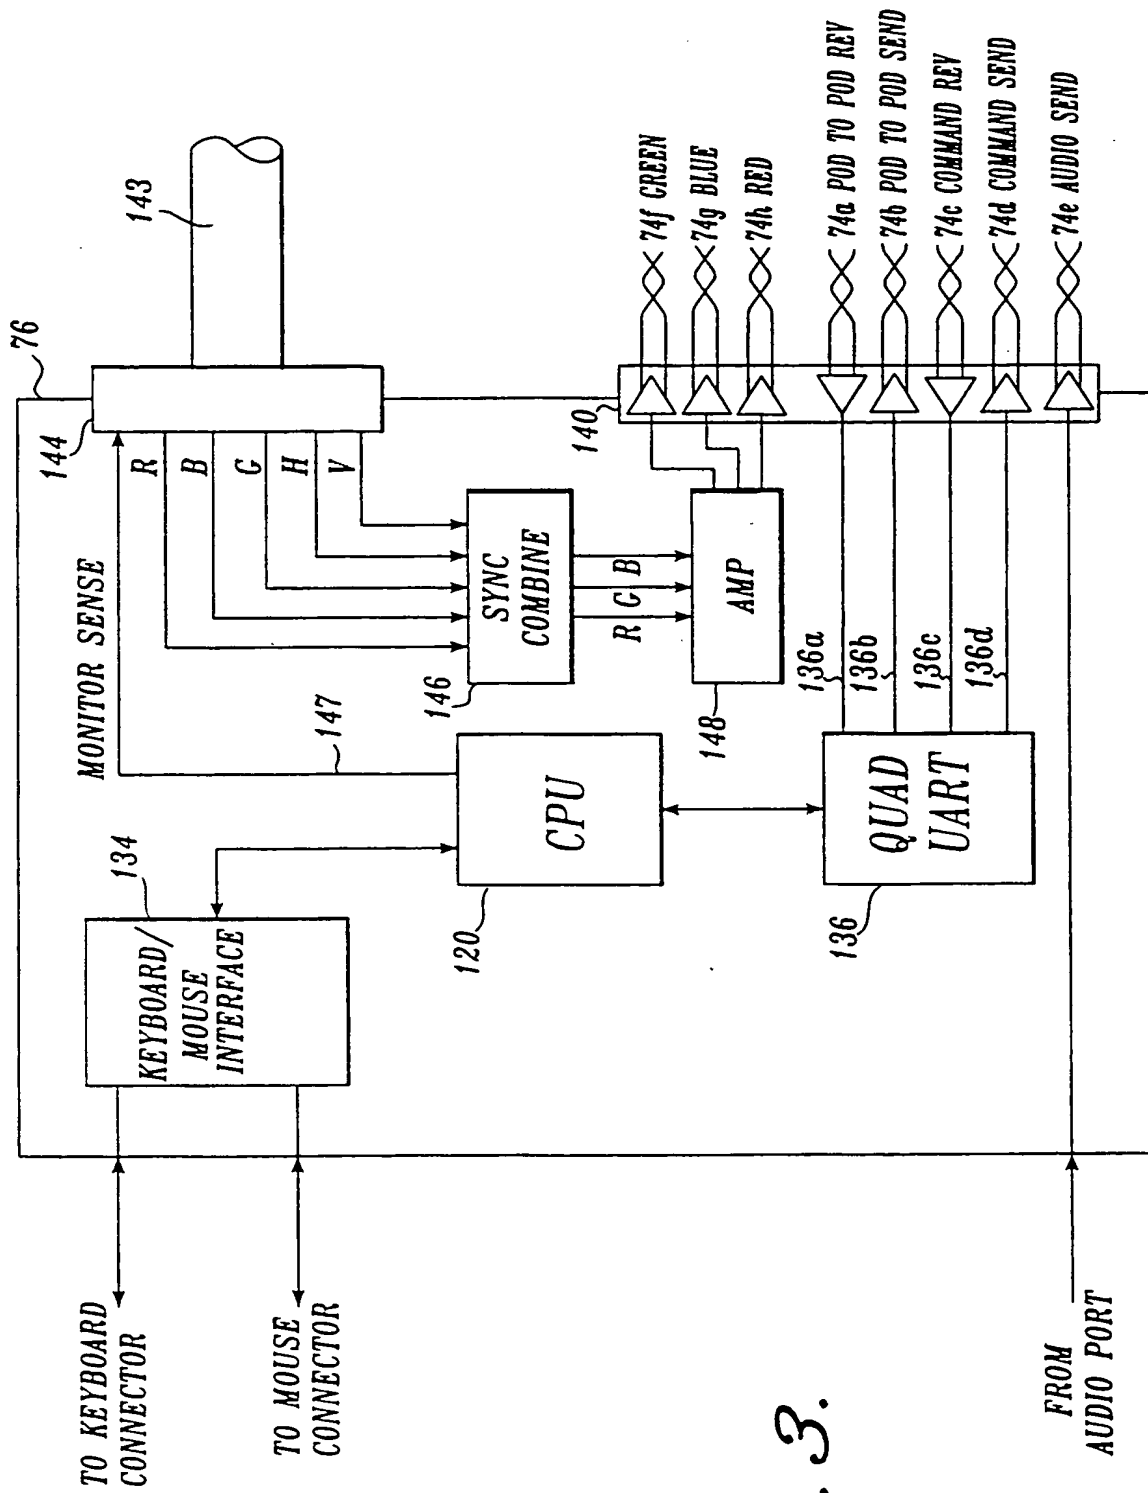 76
143
144
MONITOR SENSE
R
B
G
H
V
147
134
KEYBOARD/
MOUSE
INTERFACE
TO KEYBOARD
CONNECTOR
TO MOUSE
CONNECTOR
SYNC
COMBINE
146
R
G
B
AMP
148
CPU
120
QUAD
UART
136
136a
136b
136c
136d
140
74f GREEN
74g BLUE
74h RED
74a POD TO POD REV
74b POD TO POD SEND
74c COMMAND REV
74d COMMAND SEND
74e AUDIO SEND
FROM
AUDIO PORT
. 3.